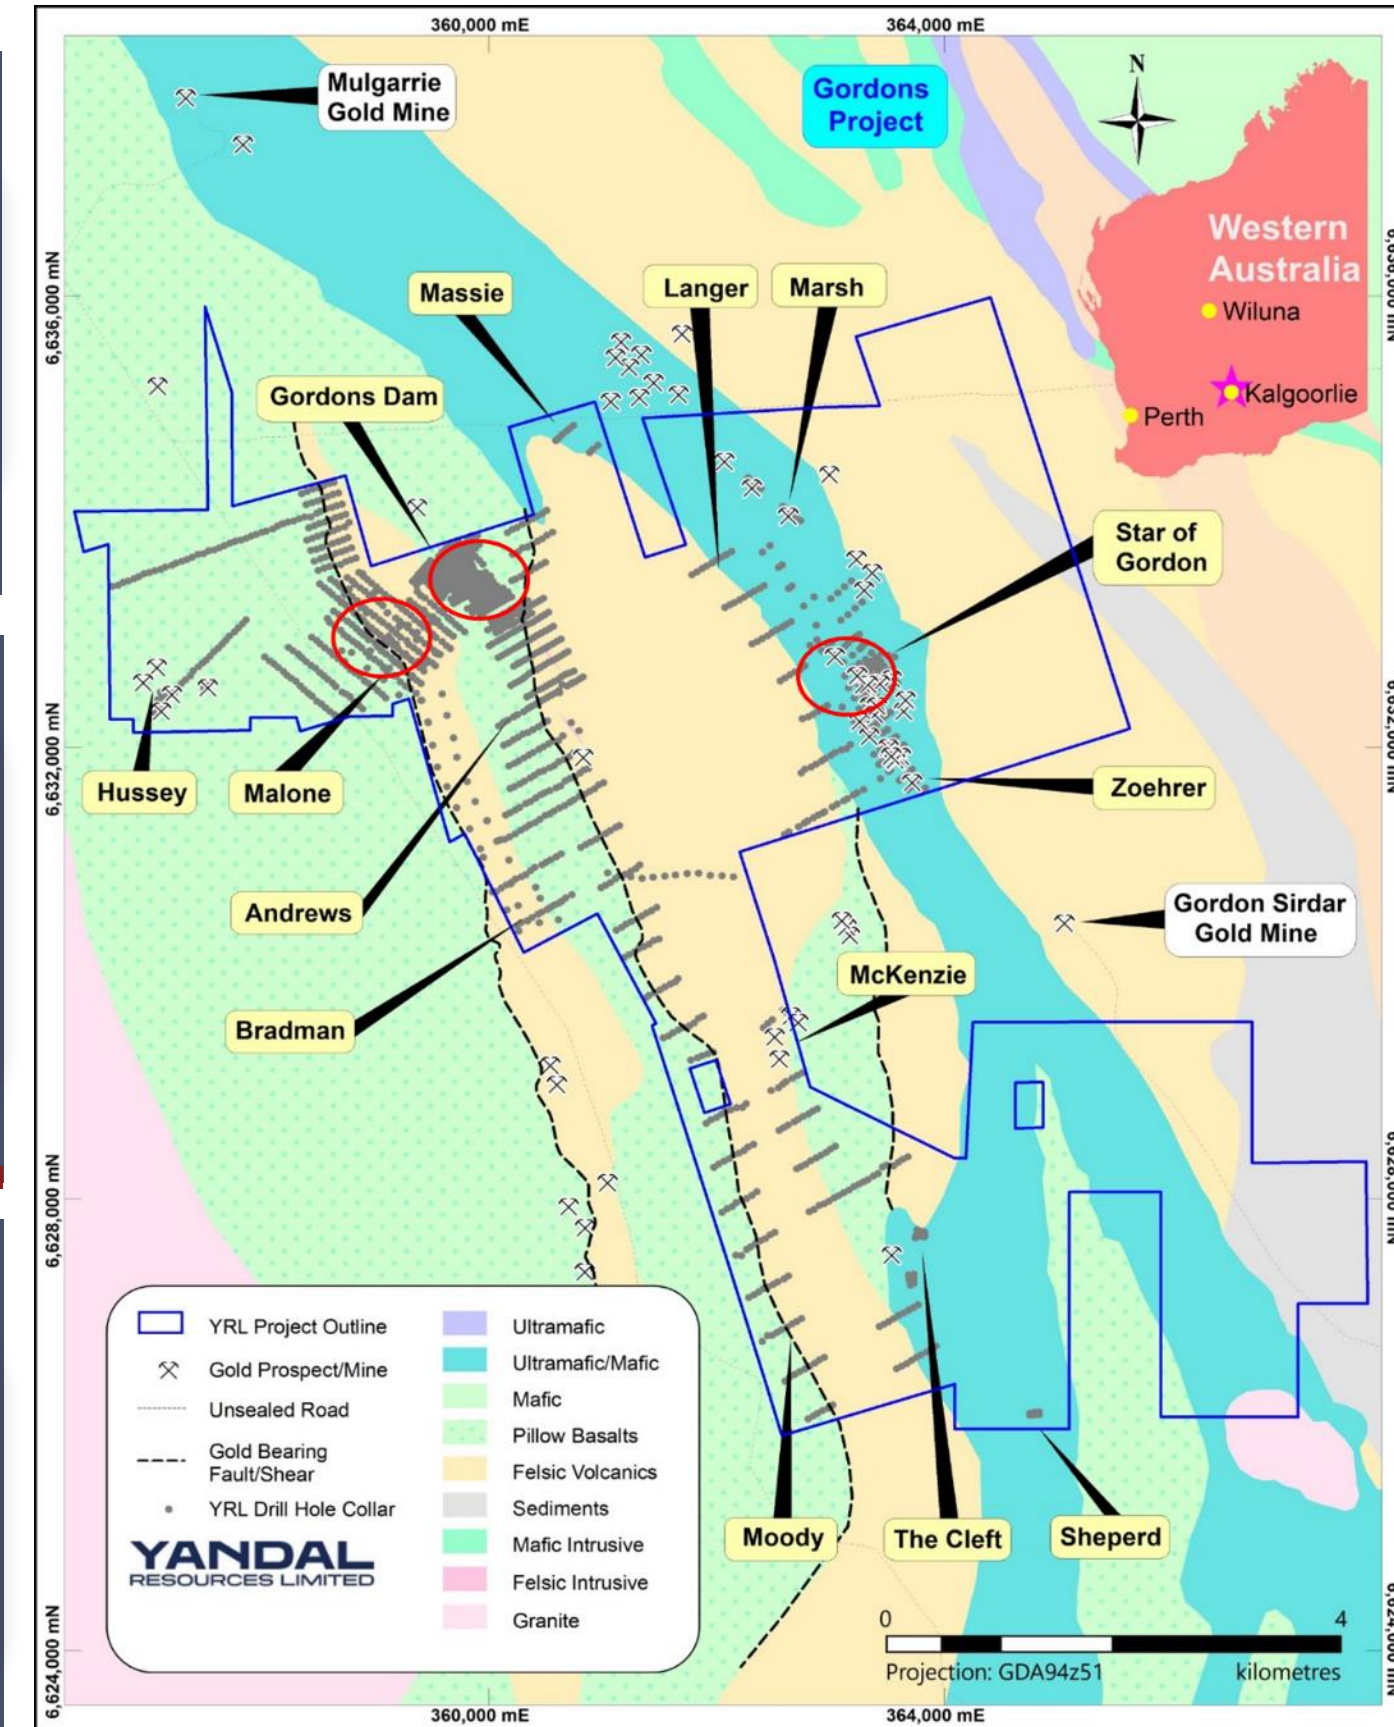 360,000 mE
364,000 mE
Mulgarrie
Gold Mine
Gordons
Project
N
Western
Australia
Wiluna
Kalgoorlie
Perth
6,636,000 mN
Massie
Langer
Marsh
Gordons Dam
Star of
Gordon
6,632,000 mN
6,632,000 mN
Hussey
Malone
Zoehrer
Andrews
Gordon Sirdar
Gold Mine
McKenzie
Bradman
6,628,000 mN
YRL Project Outline
Gold Prospect/Mine
Unsealed Road
Gold Bearing
Fault/Shear
YRL Drill Hole Collar
YANDAL
RESOURCES LIMITED
Ultramafic
Ultramafic/Mafic
Mafic
Pillow Basalts
Felsic Volcanics
Sediments
Mafic Intrusive
Felsic Intrusive
Granite
Moody
The Cleft
Sheperd
0
4
Projection: GDA94z51
kilometres
6,624,000 mN
360,000 mE
364,000 mE